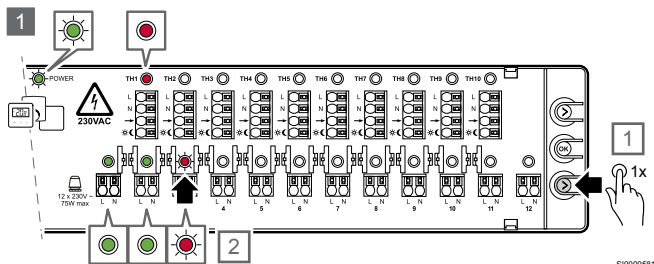 1
POWER
TH1 TH2 TH3 TH4 TH5 TH6 TH7 TH8 TH9 TH10
L L L L L L L L L L
N N N N N N N N N N
230VAC
OK
1
1x
12 x 230V ~
75W max
L N L N L N L N L N L N L N L N L N L N L N L N
4 5 6 7 8 9 10 11 12
2
SI0000581